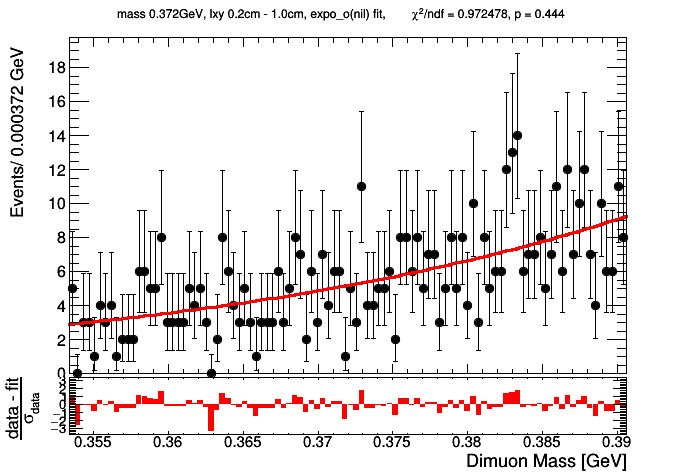 mass 0.372GeV, lxy 0.2cm - 1.0cm, expo_o(nil) fit, χ²/ndf = 0.972478, p = 0.444
Events/ 0.000372 GeV
18
16
14
12
10
8
6
4
2
0
data - fit
σdata
3
2
1
0
−1
−2
−3
0.355 0.36 0.365 0.37 0.375 0.38 0.385 0.39
Dimuon Mass [GeV]